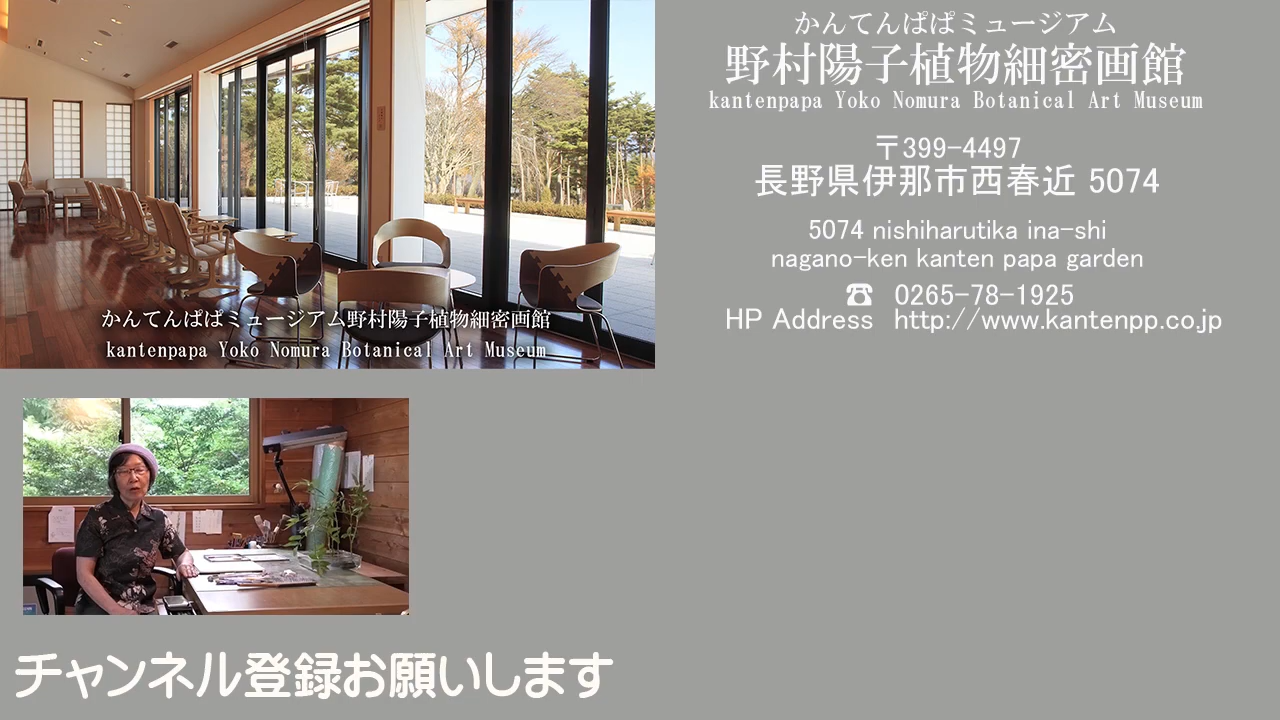 かんてんぱぱミュージアム
野村陽子植物細密画館
kantenpapa Yoko Nomura Botanical Art Museum
〒399-4497
長野県伊那市西春近 5074
5074 nishiharutika ina-shi
nagano-ken kanten papa garden
☎ 0265-78-1925
HP Address http://www.kantenpp.co.jp
かんてんぱぱミュージアム野村陽子植物細密画館
kantenpapa Yoko Nomura Botanical Art Museum
チャンネル登録お願いします